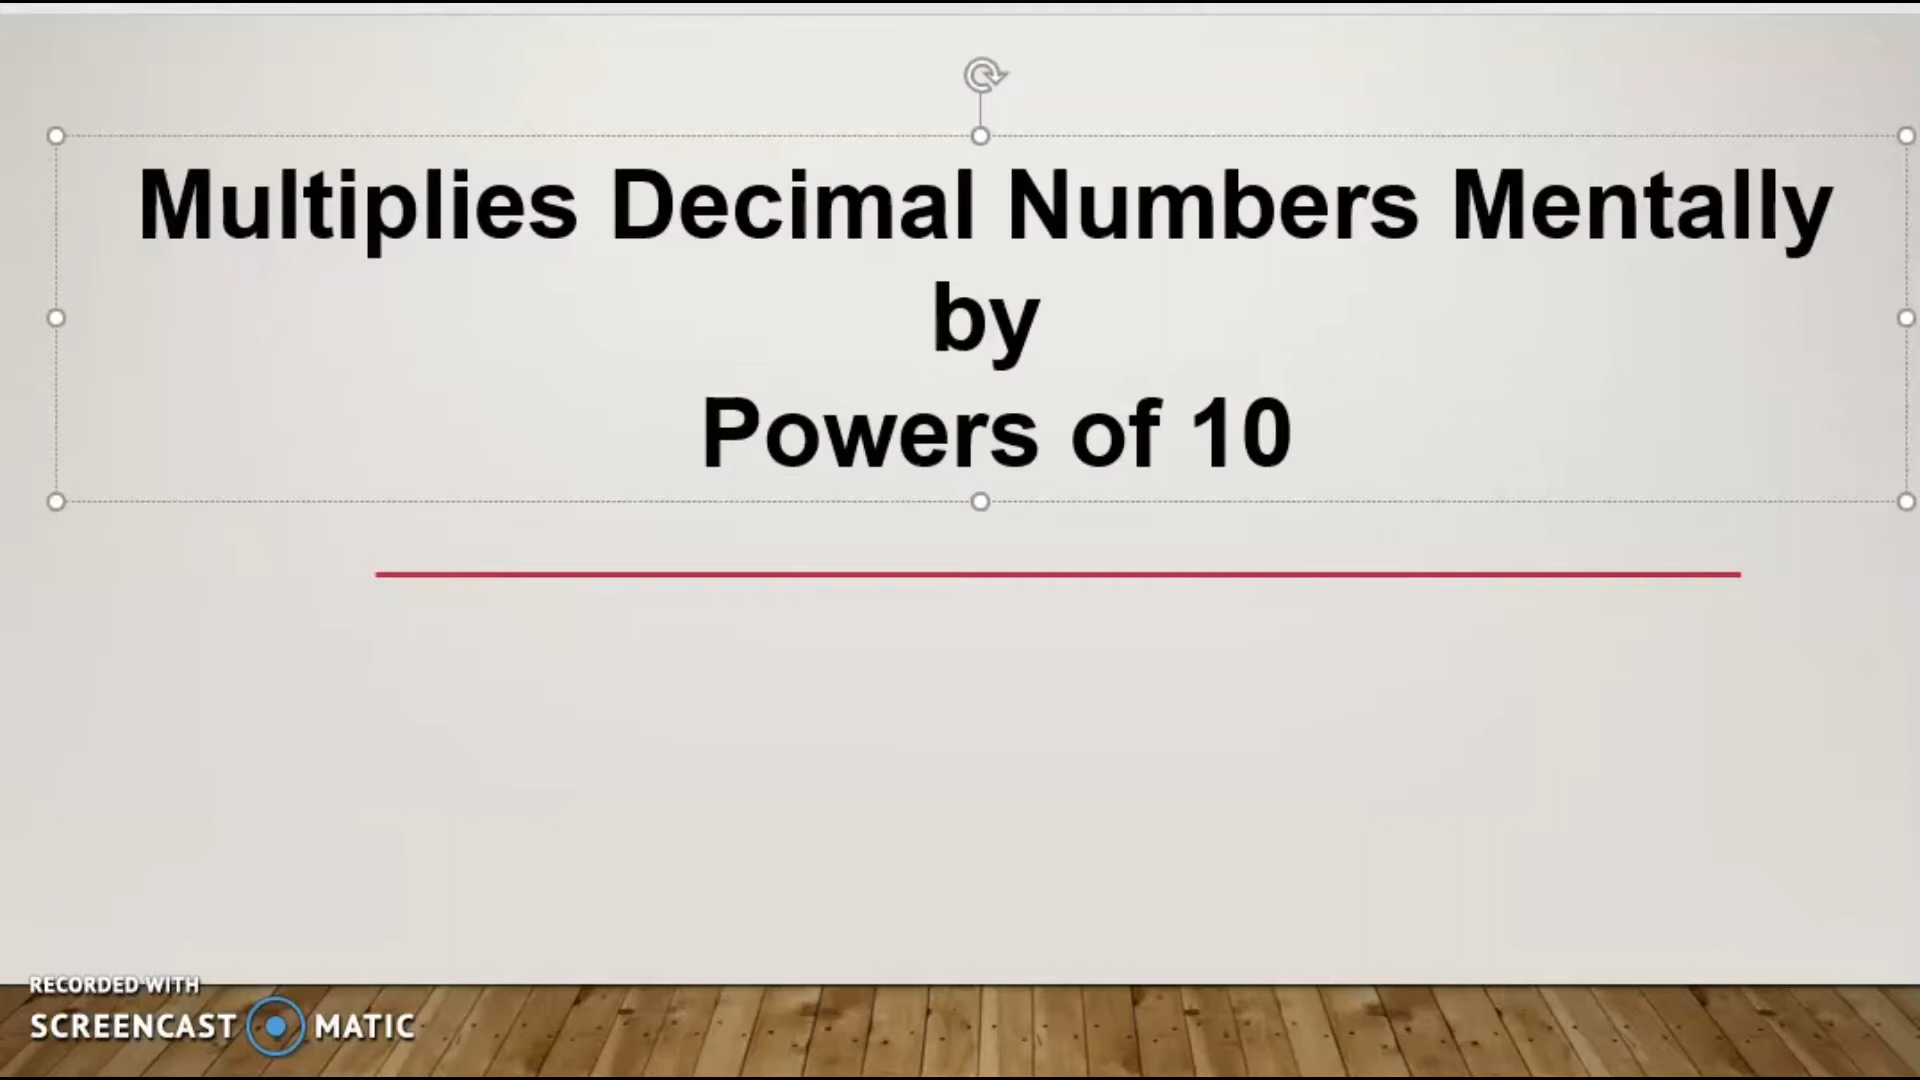 Multiplies Decimal Numbers Mentally
by
Powers of 10
RECORDED WITH
SCREENCAST MATIC